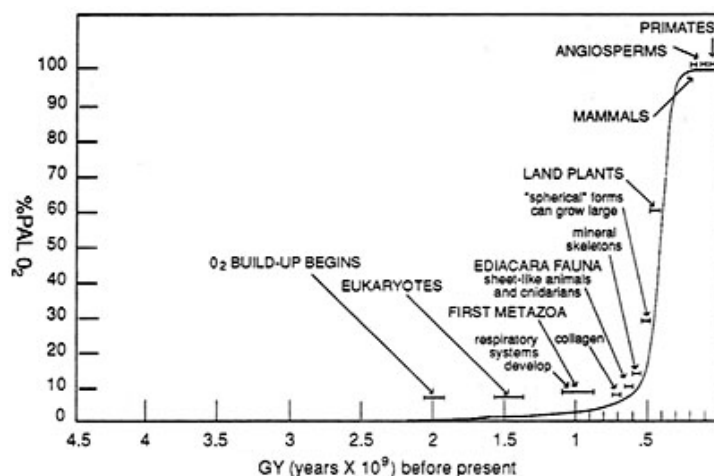 PRIMATES
ANGIOSPERMS
100
90
MAMMALS
80
70
LAND PLANTS
60
"spherical" forms
can grow large
50
mineral
skeletons
O₂ BUILD-UP BEGINS
EDIACARA FAUNA
40
EUKARYOTES
sheet-like animals
and cnidarians
FIRST METAZOA
30
respiratory
systems
develop
collagen
20
10
0
%PAL O₂
4.5 4 3 2.5 2 1.5 1 .5
GY (years X 10⁹) before present